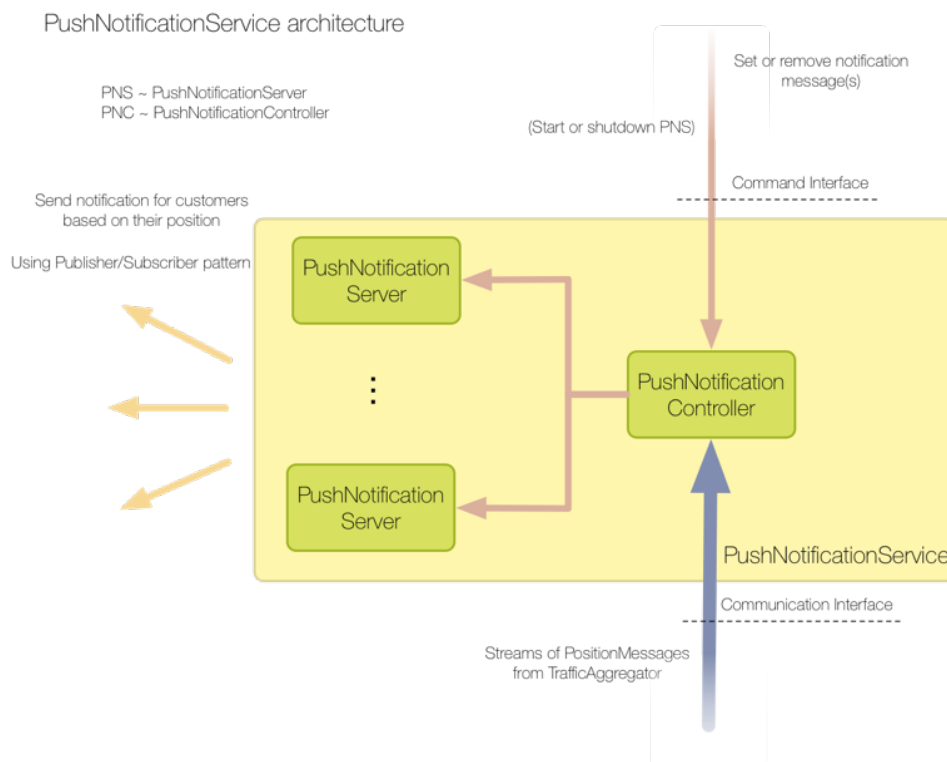 PushNotificationService architecture
PNS ~ PushNotificationServer
PNC ~ PushNotificationController
Set or remove notification
message(s)
(Start or shutdown PNS)
Command Interface
Send notification for customers
based on their position
Using Publisher/Subscriber pattern
PushNotification
Server
⋮
PushNotification
Controller
PushNotification
Server
PushNotificationService
Communication Interface
Streams of PositionMessages
from TrafficAggregator